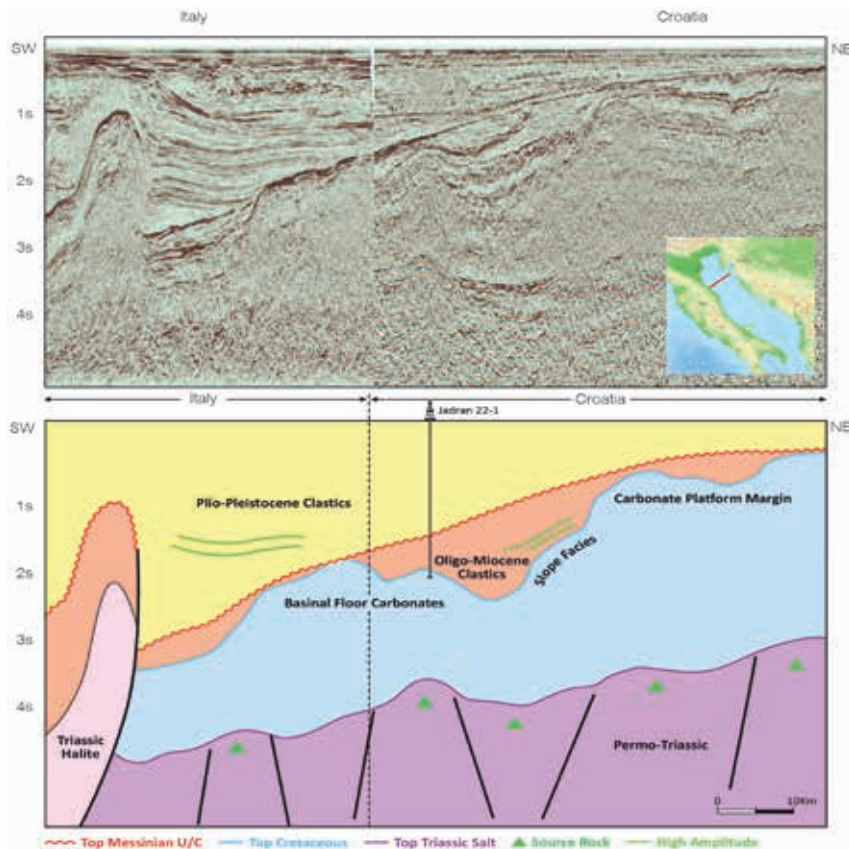 Italy
Croatia
SW
NE
1s
2s
3s
4s
Italy
Croatia
Jadran 22-1
SW
NE
Plio-Pleistocene Clastics
Carbonate Platform Margin
1s
Oligo-Miocene
Clastics
Slope Facies
2s
Basinal Floor Carbonates
3s
4s
Triassic
Halite
Permo-Triassic
0 10Km
Top Messinian U/C Top Cretaceous Top Triassic Salt Source Rock High Amplitude